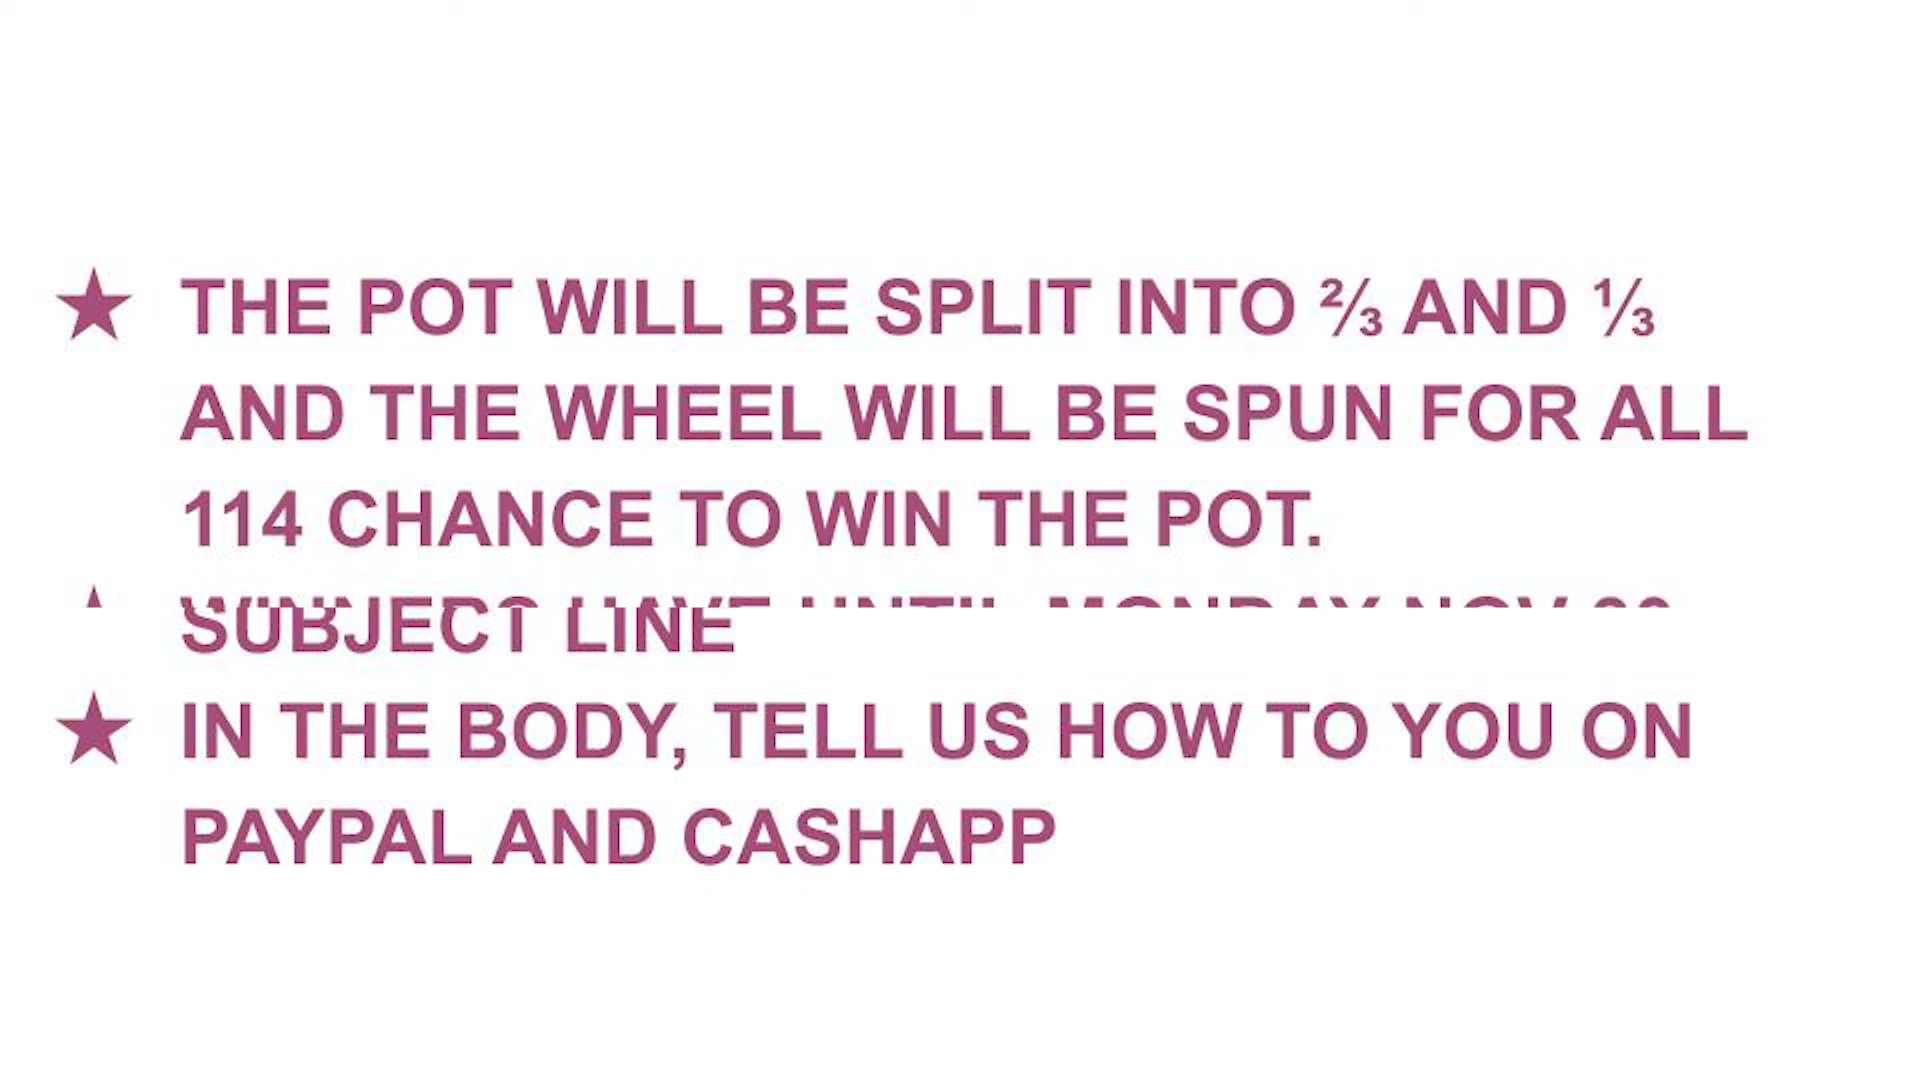 ★ THE POT WILL BE SPLIT INTO ⅔ AND ⅓
AND THE WHEEL WILL BE SPUN FOR ALL
114 CHANCE TO WIN THE POT.
SUBJECT LINE
★ IN THE BODY, TELL US HOW TO YOU ON
PAYPAL AND CASHAPP